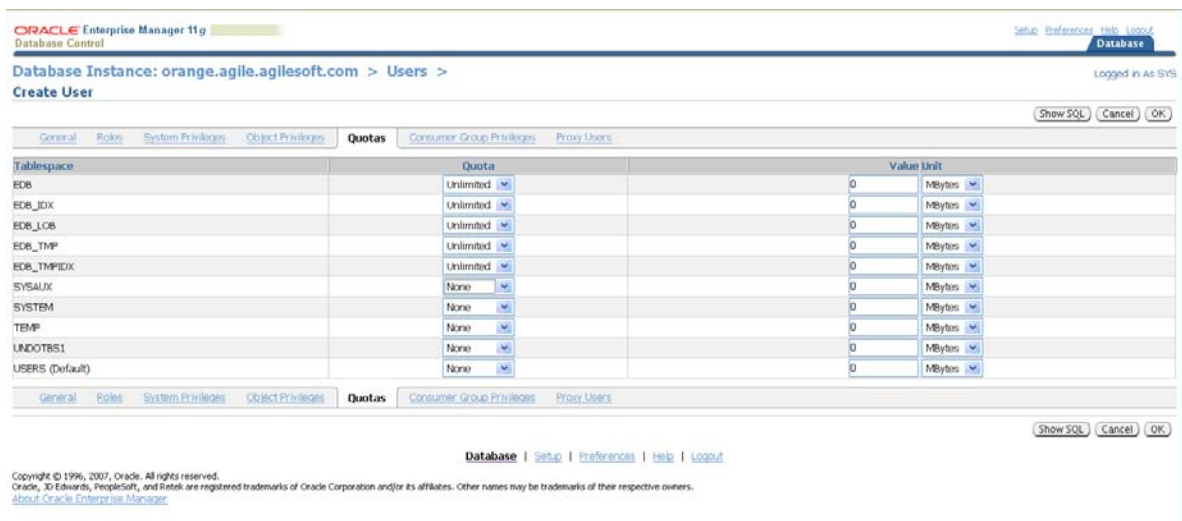 ORACLE Enterprise Manager 11g
Database Control
Setup Preferences Help Logout
Database
Database Instance: orange.agile.agilesoft.com > Users >
Logged in As SYS
Create User
Show SQL Cancel OK
General Roles System Privileges Object Privileges Quotas Consumer Group Privileges Proxy Users
Tablespace Quota Value Unit
EDB Unlimited 0 MBytes
EDB_IDX Unlimited 0 MBytes
EDB_LOB Unlimited 0 MBytes
EDB_TMP Unlimited 0 MBytes
EDB_TMPIDX Unlimited 0 MBytes
SYSAUX None 0 MBytes
SYSTEM None 0 MBytes
TEMP None 0 MBytes
UNDOTBS1 None 0 MBytes
USERS (Default) None 0 MBytes
General Roles System Privileges Object Privileges Quotas Consumer Group Privileges Proxy Users
Show SQL Cancel OK
Database | Setup | Preferences | Help | Logout
Copyright © 1996, 2007, Oracle. All rights reserved.
Oracle, JD Edwards, PeopleSoft, and Retek are registered trademarks of Oracle Corporation and/or its affiliates. Other names may be trademarks of their respective owners.
About Oracle Enterprise Manager